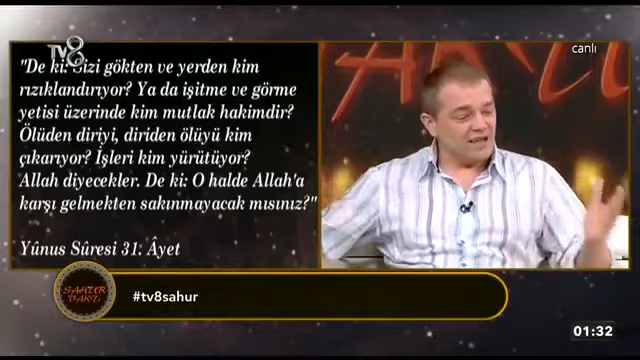 TV8
canlı
"De ki: Sizi gökten ve yerden kim
rızıklandırıyor? Ya da işitme ve görme
yetisi üzerinde kim mutlak hakimdir?
Ölüden diriyi, diriden ölüyü kim
çıkarıyor? İşleri kim yürütüyor?
Allah diyecekler. De ki: O halde Allah'a
karşı gelmekten sakınmayacak mısınız?"
Yûnus Sûresi 31. Âyet
SAHUR
VAKTİ
#tv8sahur
01:32